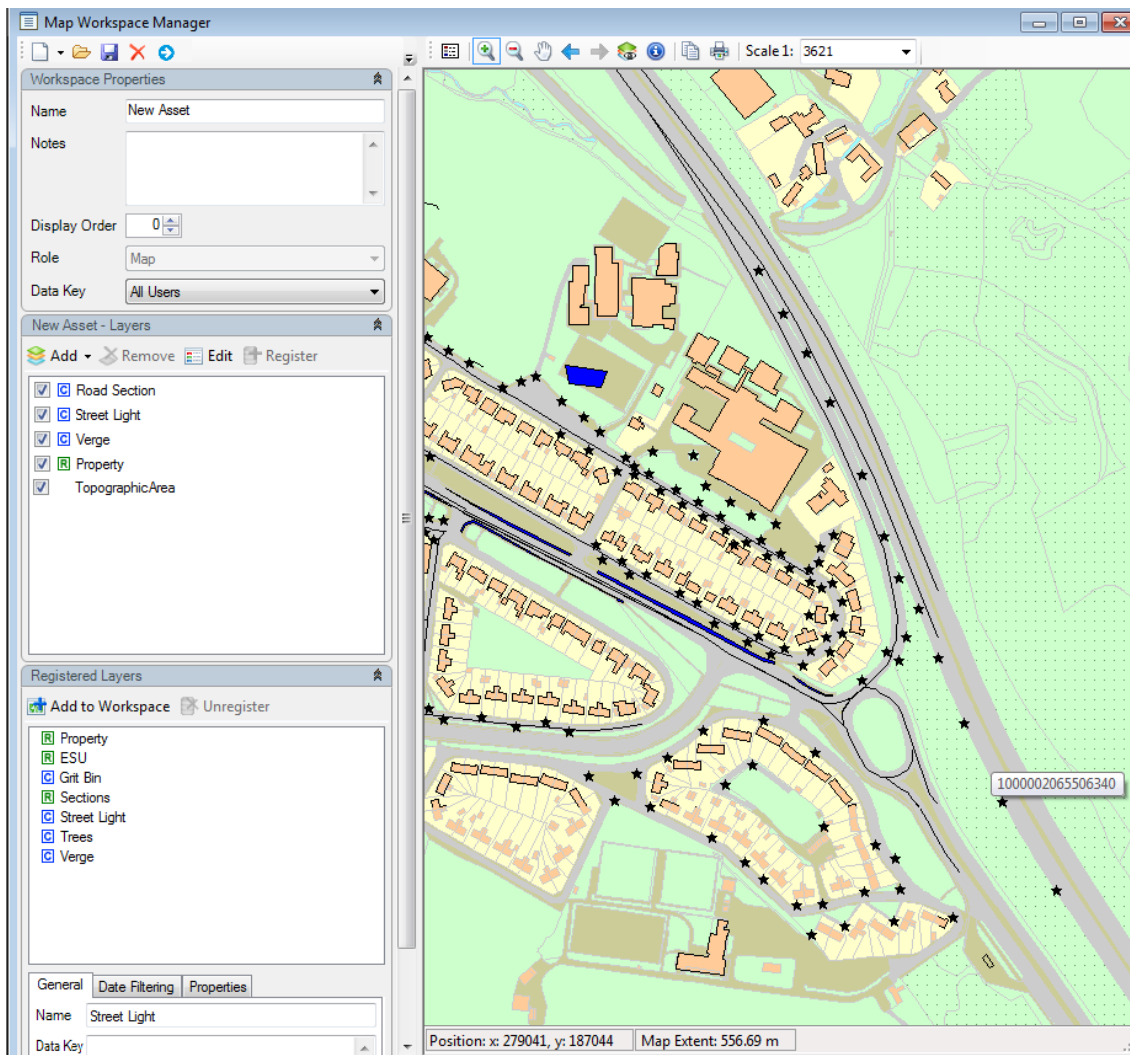 Map Workspace Manager
Scale 1: 3621
Workspace Properties
Name New Asset
Notes
Display Order 0
Role Map
Data Key All Users
New Asset - Layers
Add Remove Edit Register
C Road Section
C Street Light
C Verge
R Property
TopographicArea
Registered Layers
Add to Workspace Unregister
R Property
R ESU
C Grit Bin
R Sections
C Street Light
C Trees
C Verge
General Date Filtering Properties
Name Street Light
Data Key
1000002065506340
Position: x: 279041, y: 187044 Map Extent: 556.69 m